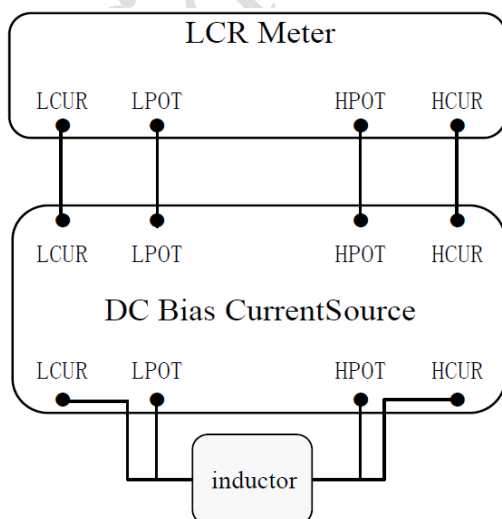 LCR Meter
LCUR LPOT HPOT HCUR
LCUR LPOT HPOT HCUR
DC Bias CurrentSource
LCUR LPOT HPOT HCUR
inductor